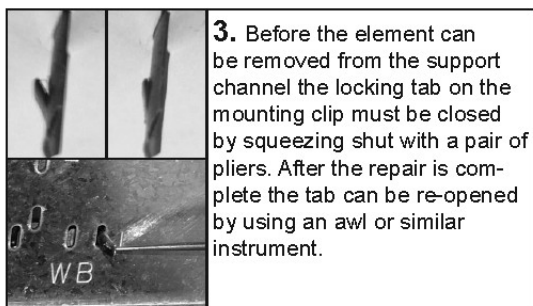 3. Before the element can
be removed from the support
channel the locking tab on the
mounting clip must be closed
by squeezing shut with a pair of
pliers. After the repair is com-
plete the tab can be re-opened
by using an awl or similar
instrument.
WB